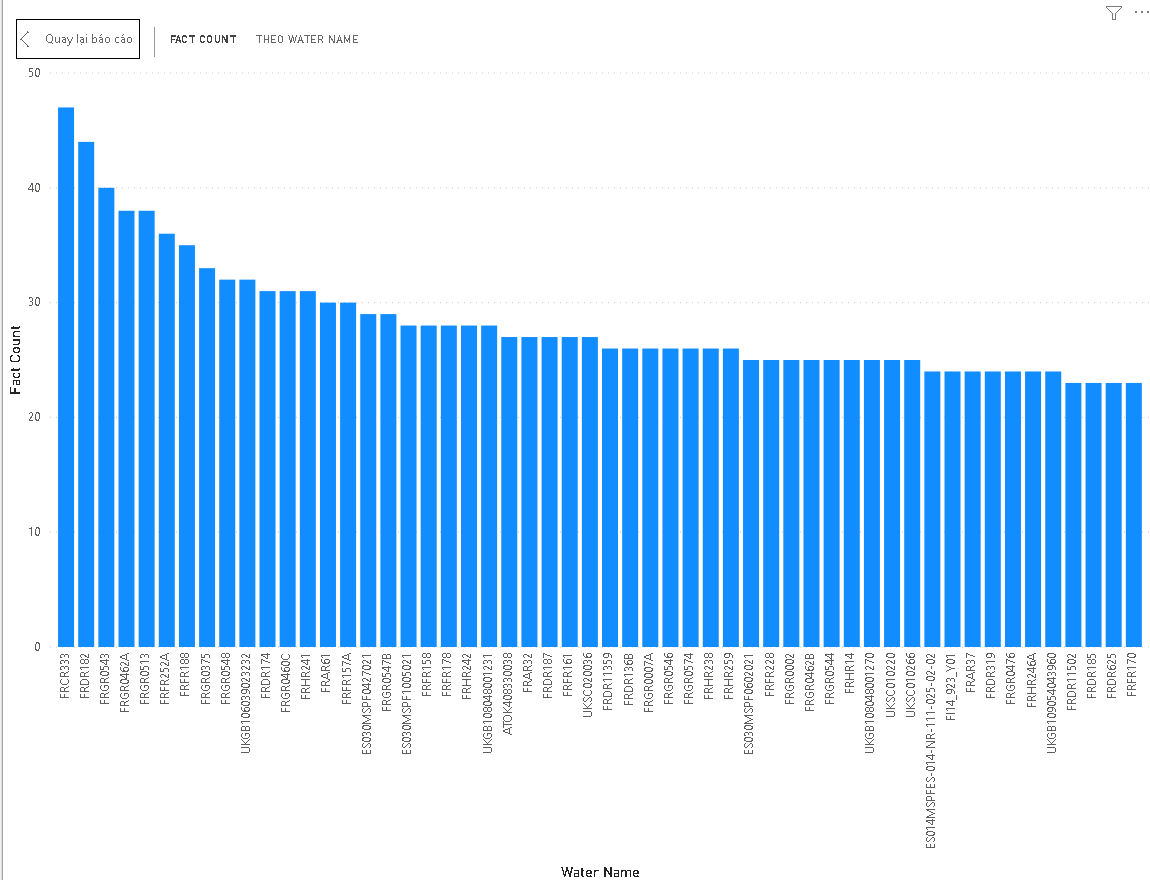 Quay lại báo cáo
FACT COUNT THEO WATER NAME
50
40
30
20
10
0
Fact Count
FRCR333
FRDR182
FRGR0543
FRGR0462A
FRGR0513
FRFR252A
FRFR188
FRGR0375
FRGR0548
UKGB106039023232
FRDR174
FRGR0460C
FRHR241
FRAR61
FRFR157A
ES030MSPF0427021
FRGR0547B
ES030MSPF1005021
FRFR158
FRFR178
FRHR242
UKGB108048001231
ATOK408330038
FRAR32
FRDR187
FRFR161
UKSC020036
FRDR11359
FRDR136B
FRGR0007A
FRGR0546
FRGR0574
FRHR238
FRHR259
ES030MSPF0602021
FRFR228
FRGR0002
FRGR0462B
FRGR0544
FRHR14
UKGB108048001270
UKSC010220
UKSC010266
ES014MSPFES-014-NR-111-025-02-02
FI14_923_Y01
FRAR37
FRDR319
FRGR0476
FRHR246A
UKGB109054043960
FRDR11502
FRDR185
FRDR625
FRFR170
Water Name